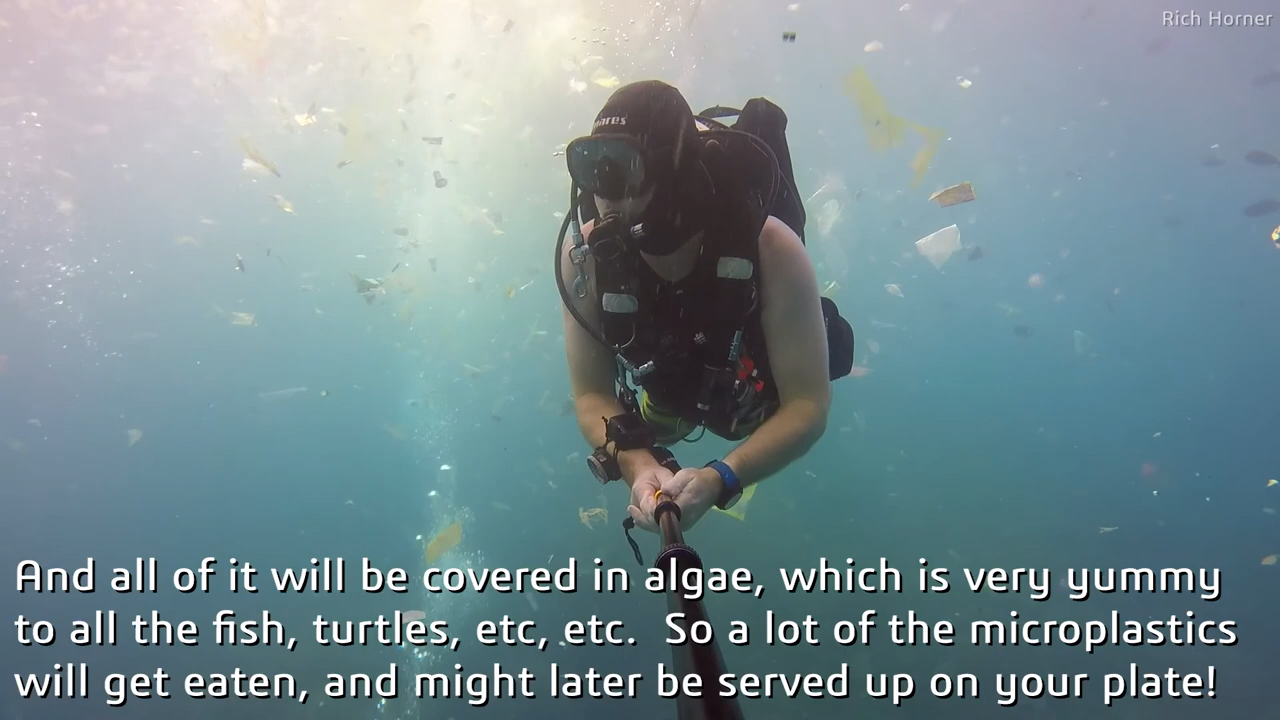 Rich Horner
mares
And all of it will be covered in algae, which is very yummy
to all the fish, turtles, etc, etc.  So a lot of the microplastics
will get eaten, and might later be served up on your plate!